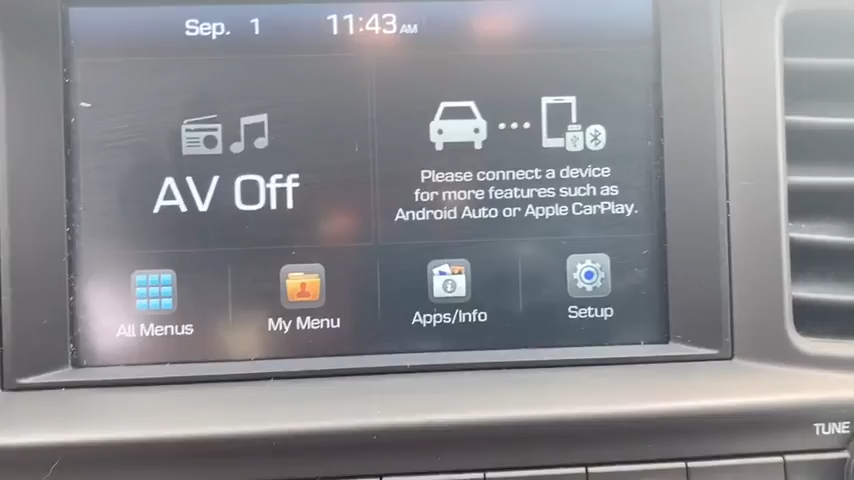 Sep. 1
11:43 AM
AV Off
Please connect a device
for more features such as
Android Auto or Apple CarPlay.
All Menus
My Menu
Apps/Info
Setup
TUNE